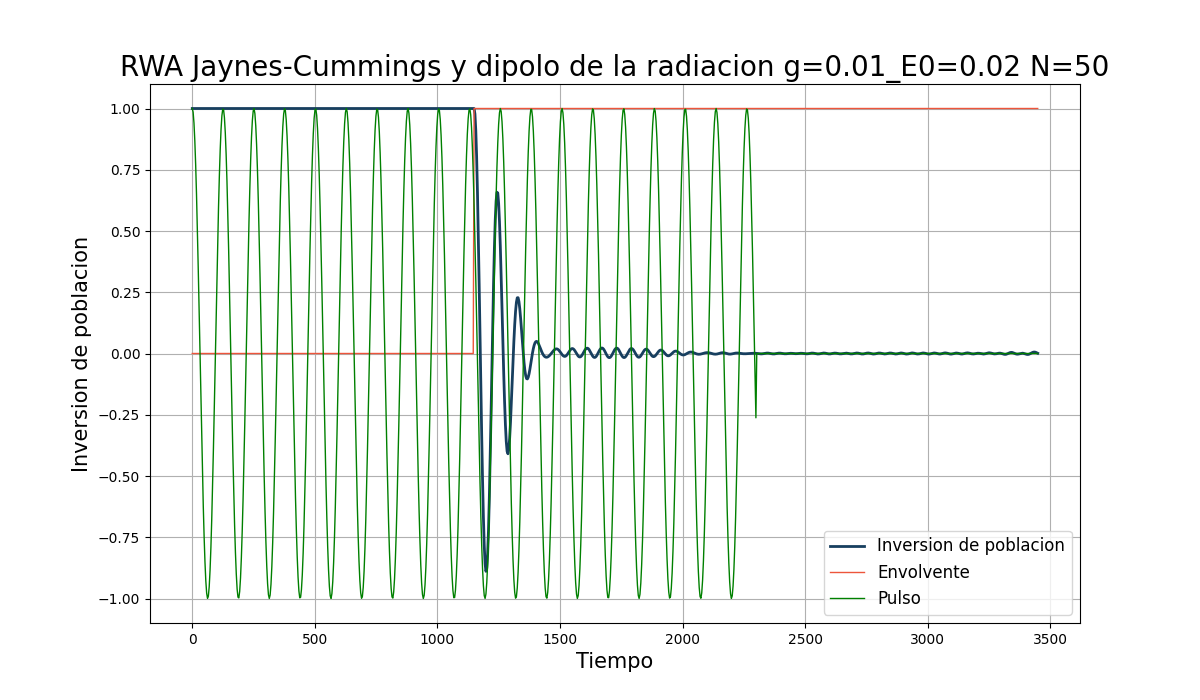 RWA Jaynes-Cummings y dipolo de la radiacion g=0.01_E0=0.02 N=50
Inversion de poblacion
1.00
0.75
0.50
0.25
0.00
−0.25
−0.50
−0.75
−1.00
Inversion de poblacion
Envolvente
Pulso
0 500 1000 1500 2000 2500 3000 3500
Tiempo